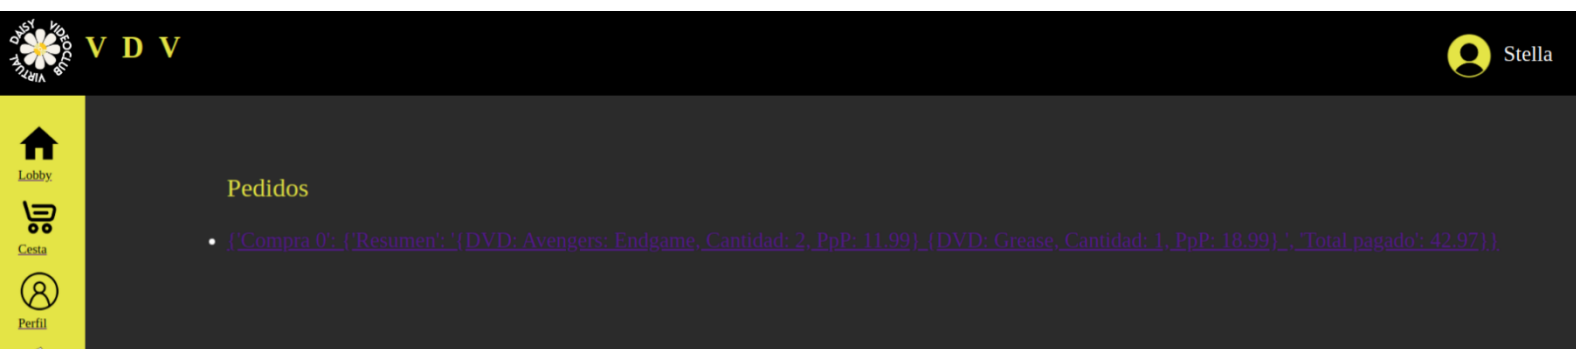 DAISY VIDEOCLUB VIRTUAL
V D V
Stella
Lobby
Cesta
Perfil
Pedidos
{'Compra 0': {'Resumen': '{DVD: Avengers: Endgame, Cantidad: 2, PpP: 11.99} {DVD: Grease, Cantidad: 1, PpP: 18.99} ', 'Total pagado': 42.97}}